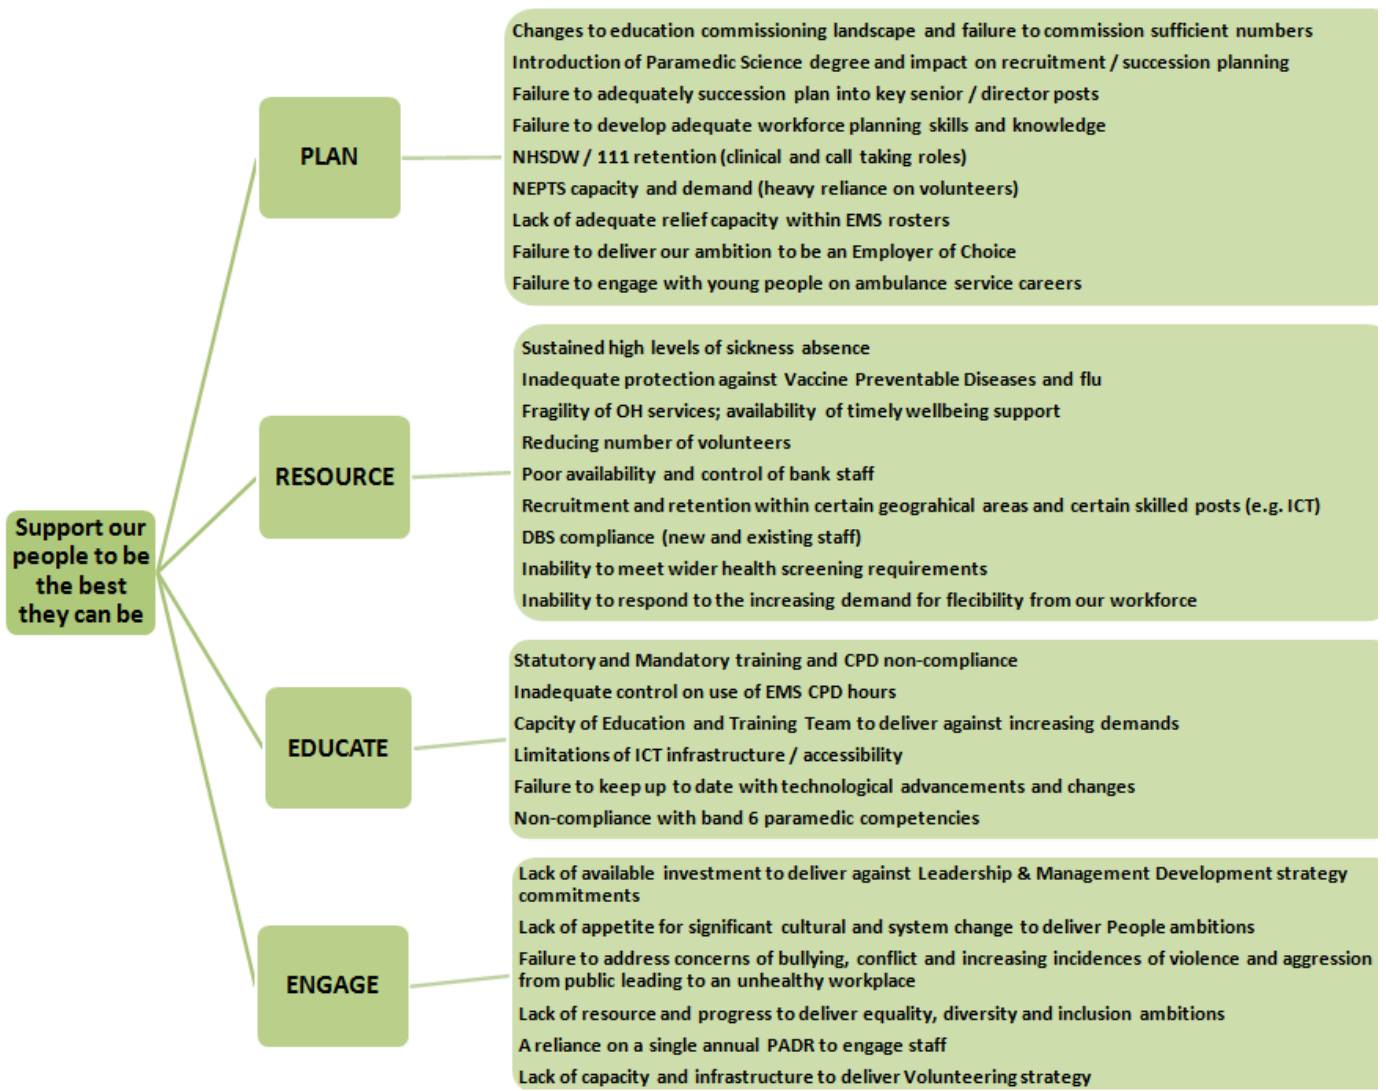 Support our
people to be
the best
they can be
PLAN
Changes to education commissioning landscape and failure to commission sufficient numbers
Introduction of Paramedic Science degree and impact on recruitment / succession planning
Failure to adequately succession plan into key senior / director posts
Failure to develop adequate workforce planning skills and knowledge
NHSDW / 111 retention (clinical and call taking roles)
NEPTS capacity and demand (heavy reliance on volunteers)
Lack of adequate relief capacity within EMS rosters
Failure to deliver our ambition to be an Employer of Choice
Failure to engage with young people on ambulance service careers
RESOURCE
Sustained high levels of sickness absence
Inadequate protection against Vaccine Preventable Diseases and flu
Fragility of OH services; availability of timely wellbeing support
Reducing number of volunteers
Poor availability and control of bank staff
Recruitment and retention within certain geograhical areas and certain skilled posts (e.g. ICT)
DBS compliance (new and existing staff)
Inability to meet wider health screening requirements
Inability to respond to the increasing demand for flecibility from our workforce
EDUCATE
Statutory and Mandatory training and CPD non-compliance
Inadequate control on use of EMS CPD hours
Capcity of Education and Training Team to deliver against increasing demands
Limitations of ICT infrastructure / accessibility
Failure to keep up to date with technological advancements and changes
Non-compliance with band 6 paramedic competencies
ENGAGE
Lack of available investment to deliver against Leadership & Management Development strategy
commitments
Lack of appetite for significant cultural and system change to deliver People ambitions
Failure to address concerns of bullying, conflict and increasing incidences of violence and aggression
from public leading to an unhealthy workplace
Lack of resource and progress to deliver equality, diversity and inclusion ambitions
A reliance on a single annual PADR to engage staff
Lack of capacity and infrastructure to deliver Volunteering strategy